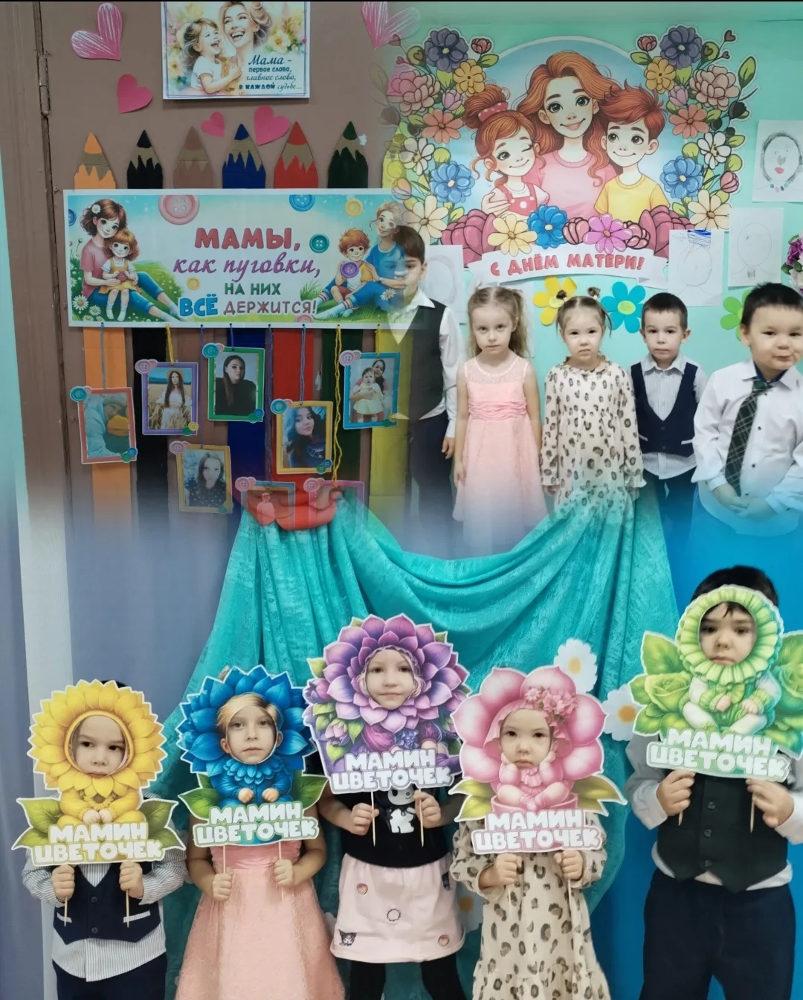 Мама -
первое слово,
главное слово,
в каждой судьбе...
С ДНЁМ МАТЕРИ!
МАМЫ,
как пуговки,
НА НИХ
ВСЁ ДЕРЖИТСЯ!
МАМИН
ЦВЕТОЧЕК
МАМИН
ЦВЕТОЧЕК
МАМИН
ЦВЕТОЧЕК
МАМИН
ЦВЕТОЧЕК
МАМИН
ЦВЕТОЧЕК